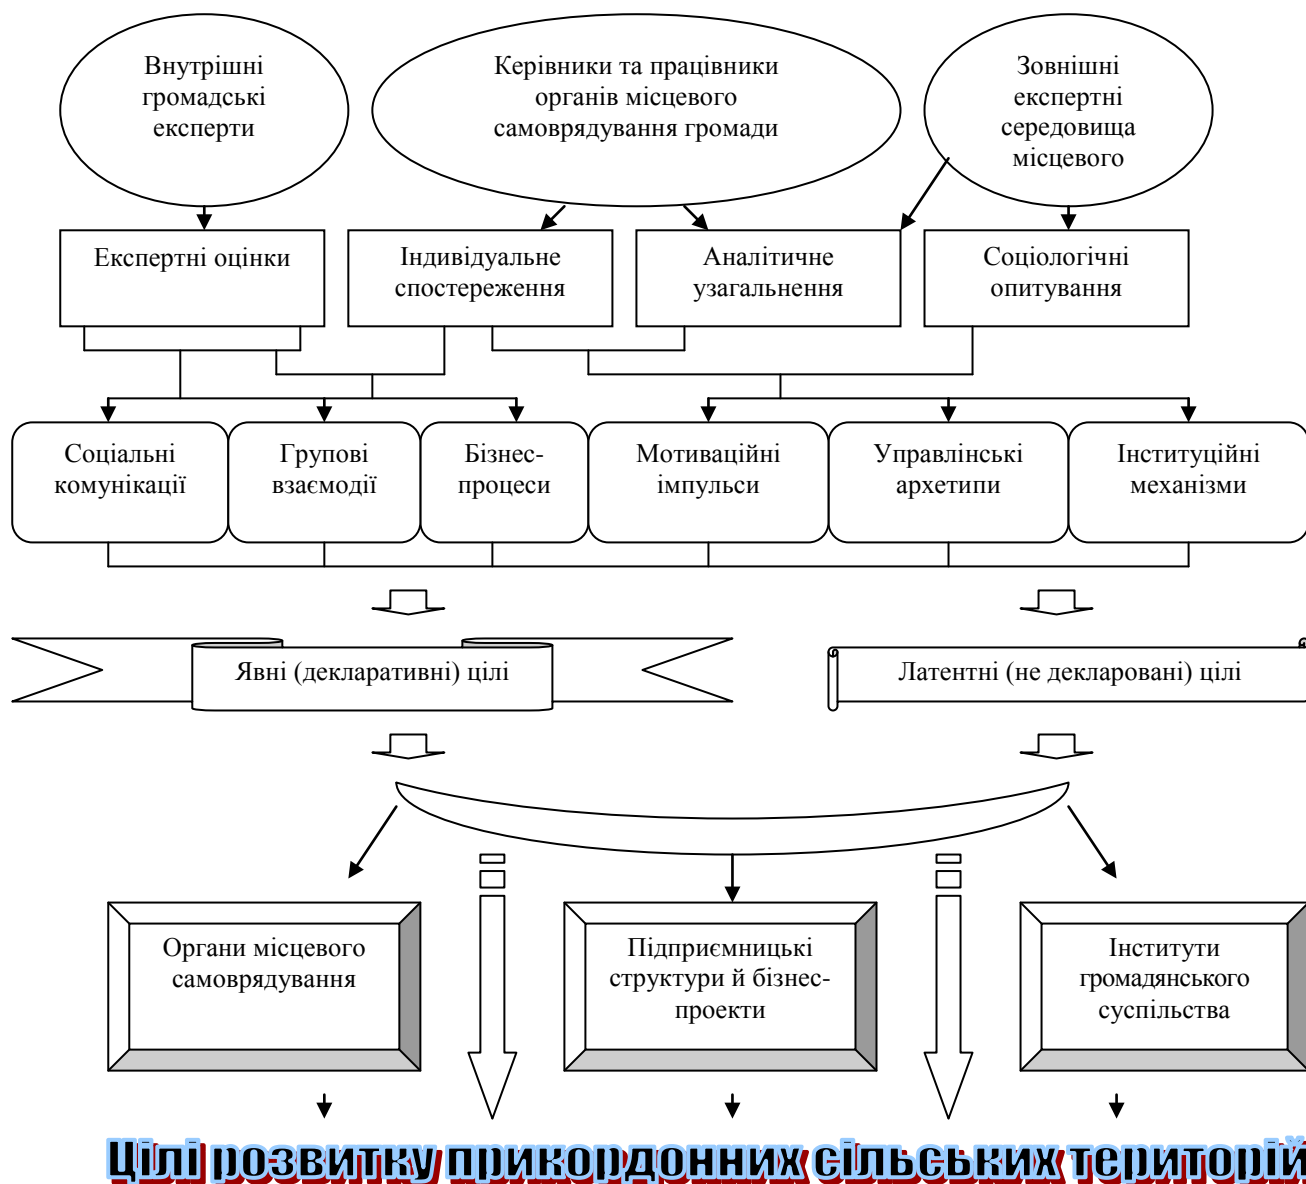 Внутрішні
громадські
експерти
Керівники та працівники
органів місцевого
самоврядування громади
Зовнішні
експертні
середовища
місцевого
Експертні оцінки
Індивідуальне
спостереження
Аналітичне
узагальнення
Соціологічні
опитування
Соціальні
комунікації
Групові
взаємодії
Бізнес-
процеси
Мотиваційні
імпульси
Управлінські
архетипи
Інституційні
механізми
Явні (декларативні) цілі
Латентні (не декларовані) цілі
Органи місцевого
самоврядування
Підприємницькі
структури й бізнес-
проекти
Інститути
громадянського
суспільства
Цілі розвитку прикордонних сільських територій